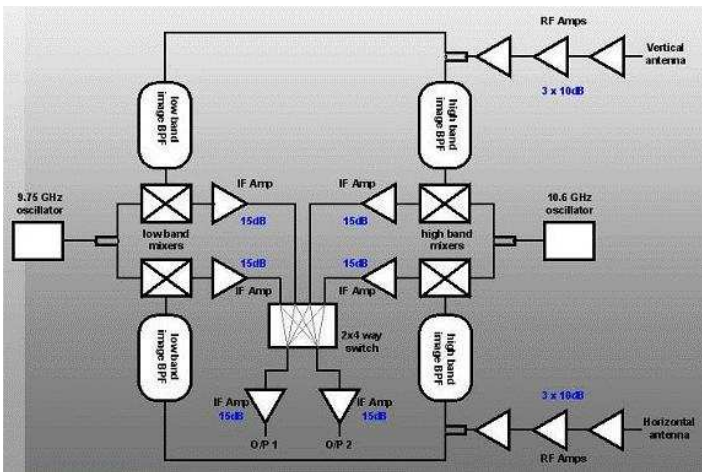 RF Amps
Vertical
antenna
3 x 10dB
low band
image BPF
high band
image BPF
9.75 GHz
oscillator
IF Amp
15dB
low band
mixers
IF Amp
15dB
high band
mixers
10.6 GHz
oscillator
15dB
IF Amp
15dB
IF Amp
2x4 way
switch
low band
image BPF
high band
image BPF
IF Amp
15dB
O/P 1
IF Amp
15dB
O/P 2
3 x 10dB
Horizontal
antenna
RF Amps